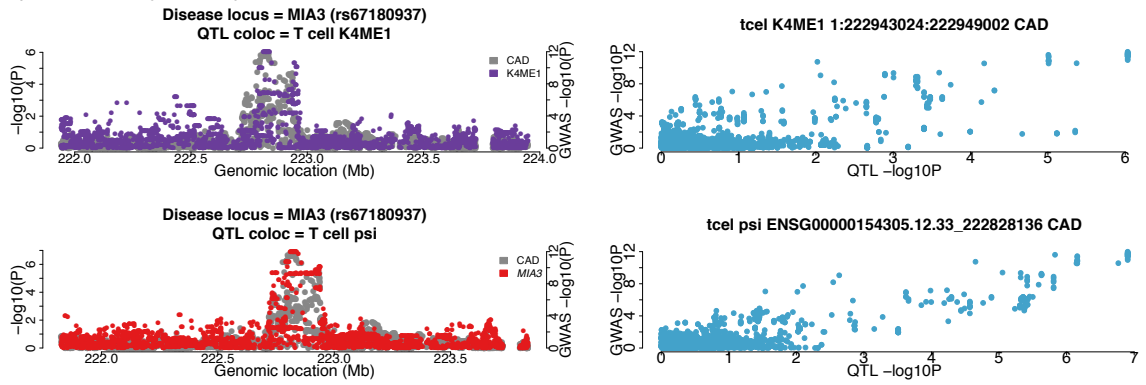 Disease locus = MIA3 (rs67180937)
QTL coloc = T cell K4ME1
−log10(P)
0 2 4 6
CAD
K4ME1
0 4 8 12
GWAS −log10(P)
222.0 222.5 223.0 223.5 224.0
Genomic location (Mb)
tcel K4ME1 1:222943024:222949002 CAD
GWAS −log10P
0 4 8 12
0 1 2 3 4 5 6
QTL −log10P
Disease locus = MIA3 (rs67180937)
QTL coloc = T cell psi
−log10(P)
0 2 4 6
CAD
MIA3
0 4 8 12
GWAS −log10(P)
222.0 222.5 223.0 223.5
Genomic location (Mb)
tcel psi ENSG00000154305.12.33_222828136 CAD
GWAS −log10P
0 4 8 12
0 1 2 3 4 5 6 7
QTL −log10P